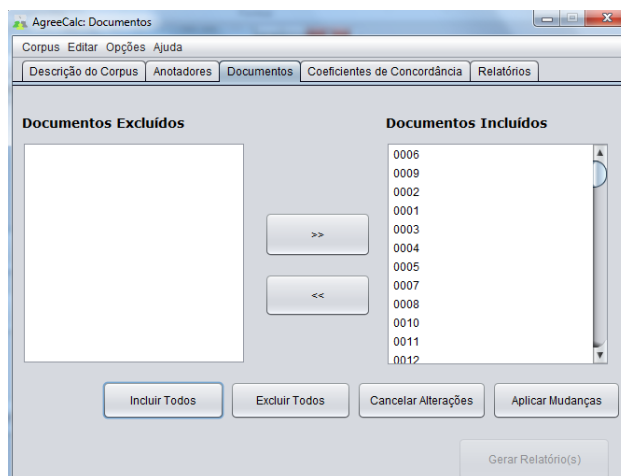 AgreeCalc: Documentos
Corpus Editar Opções Ajuda
Descrição do Corpus Anotadores Documentos Coeficientes de Concordância Relatórios
Documentos Excluídos Documentos Incluídos
0006
0009
0002
0001
0003
>>
0004
0005
0007
<<
0008
0010
0011
0012
Incluir Todos Excluir Todos Cancelar Alterações Aplicar Mudanças
Gerar Relatório(s)